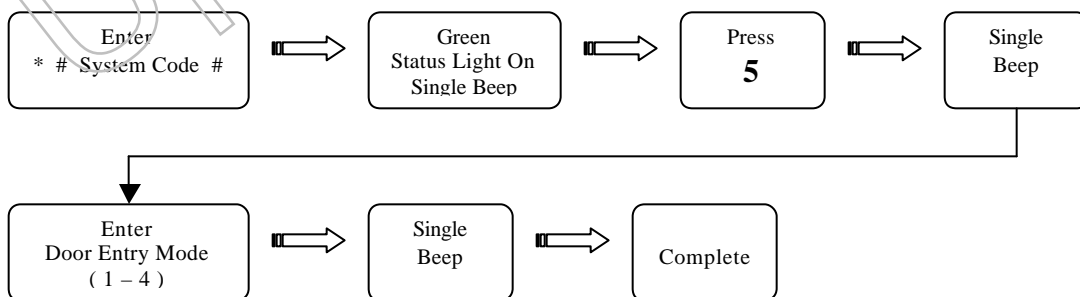 Enter
* # System Code #
Green
Status Light On
Single Beep
Press
5
Single
Beep
Enter
Door Entry Mode
( 1 – 4 )
Single
Beep
Complete